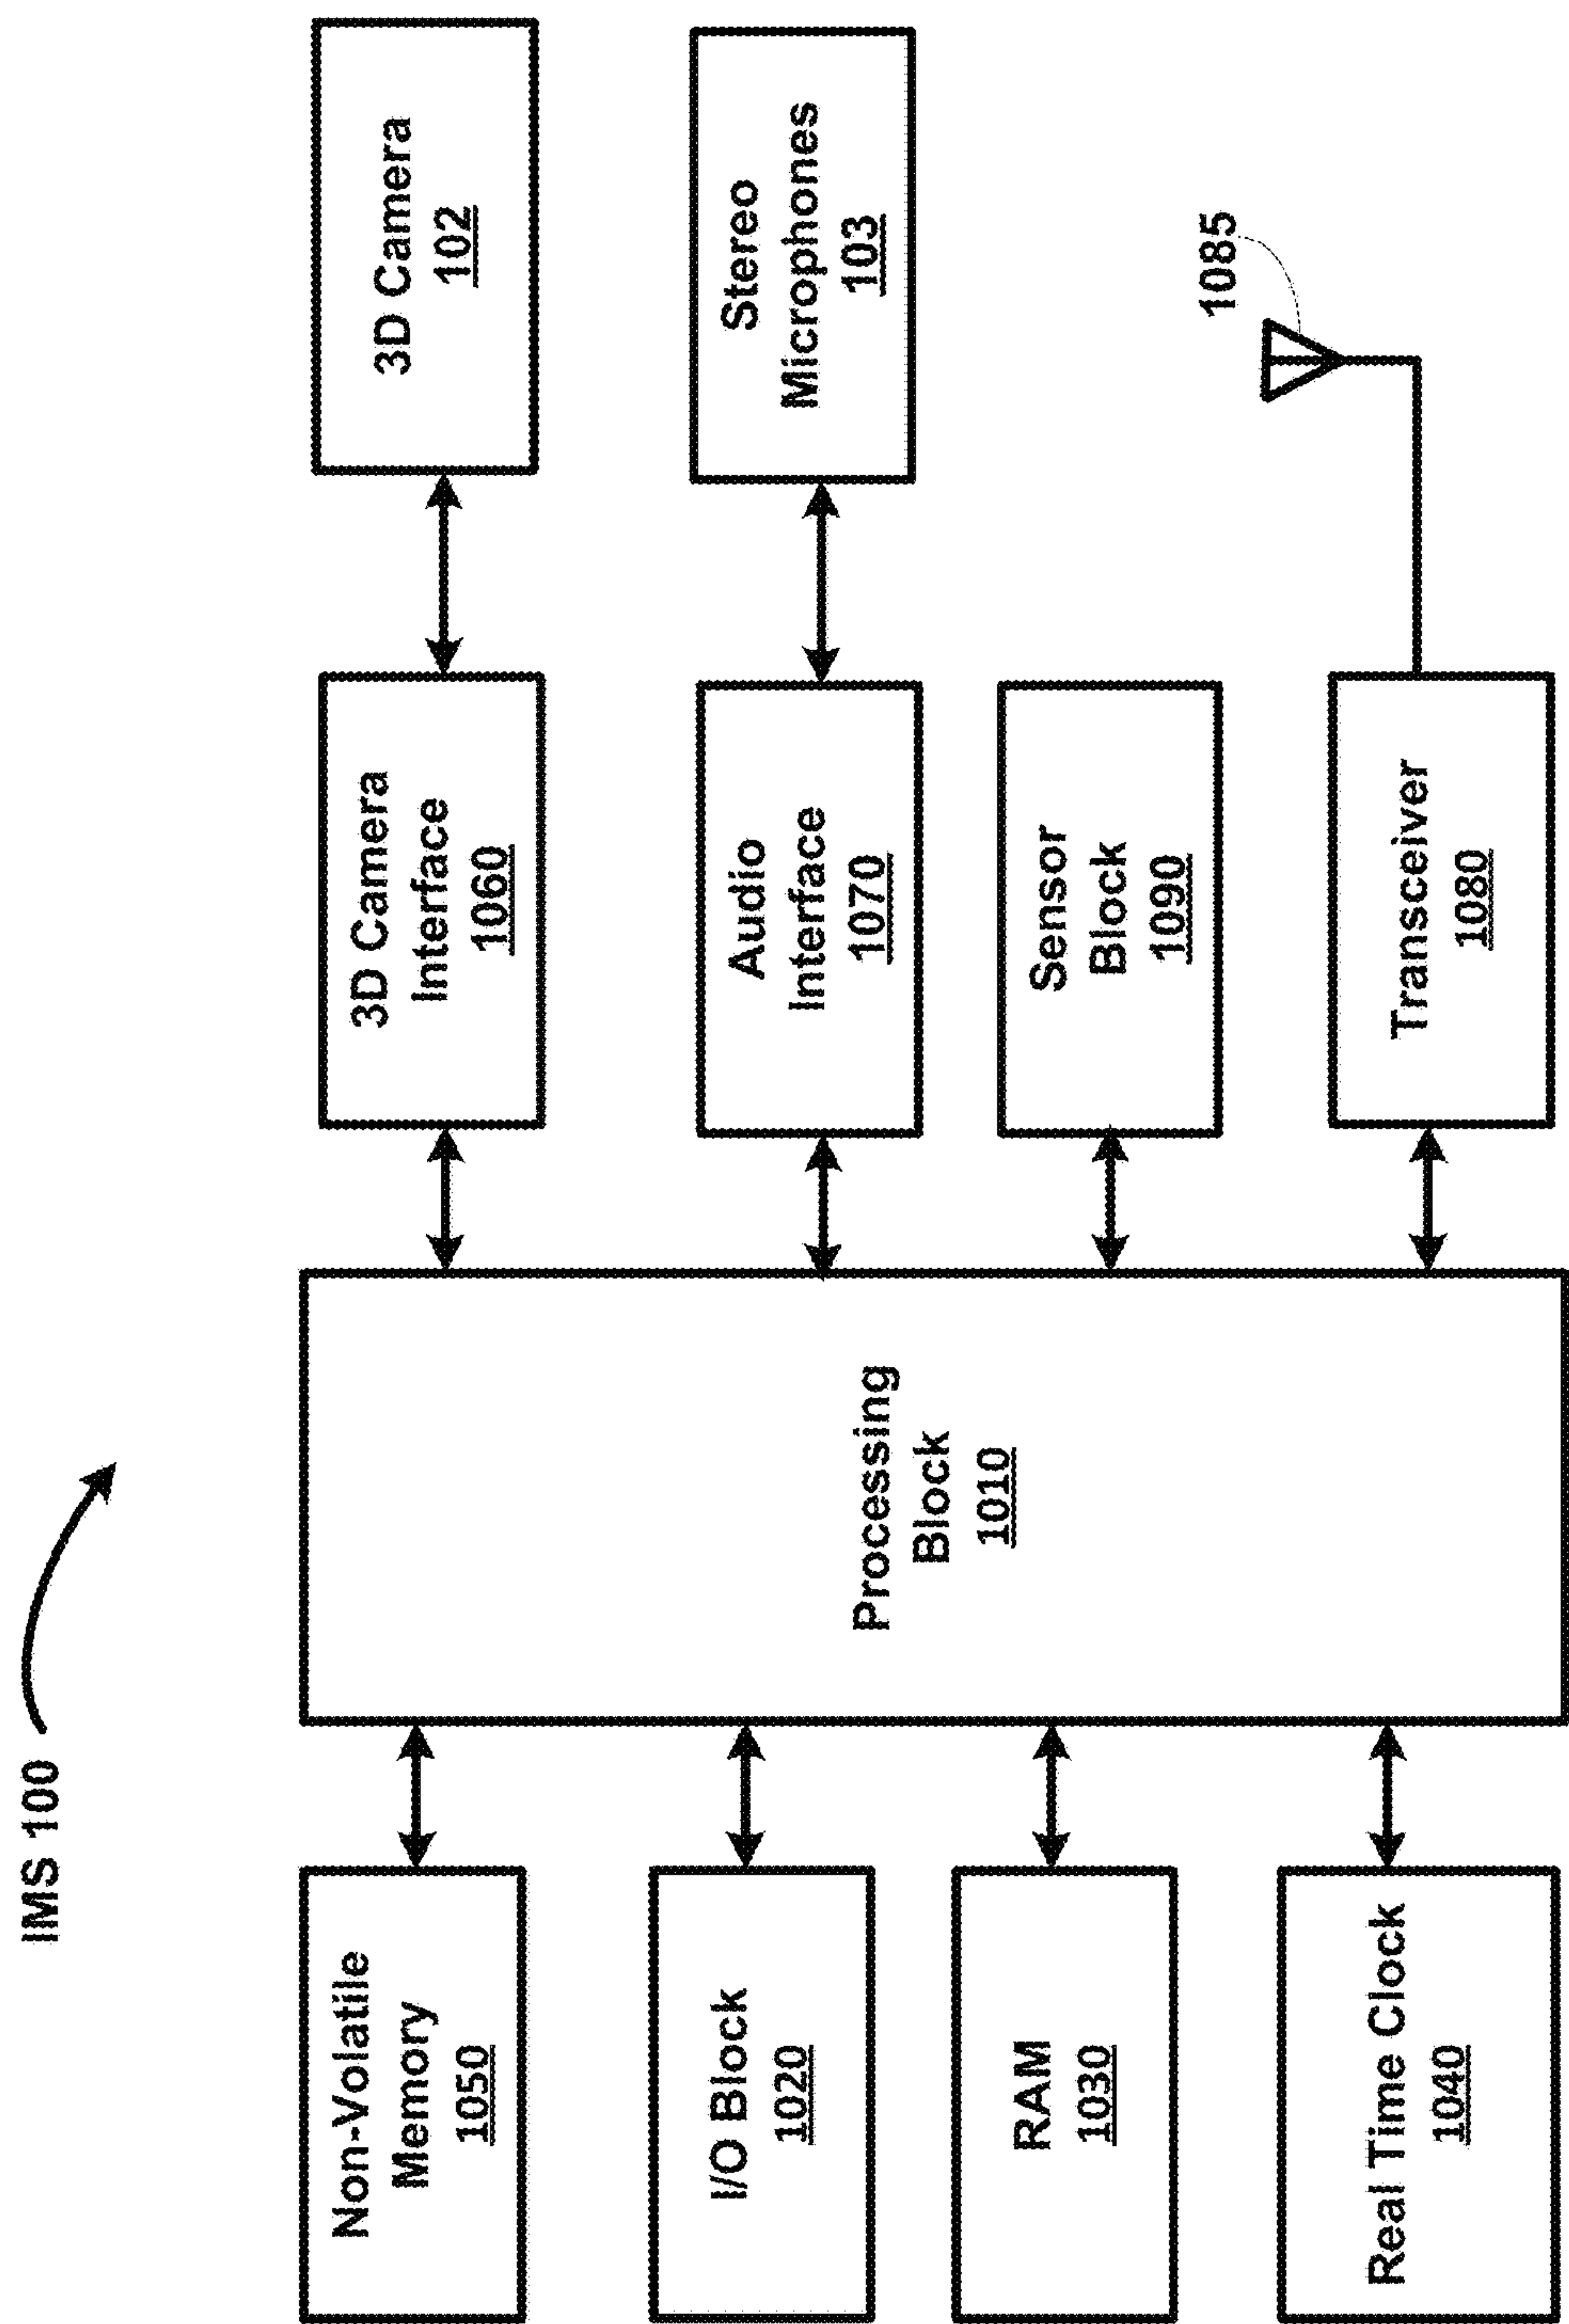 IMS 100
Non-Volatile
Memory
1050
I/O Block
1020
RAM
1030
Real Time Clock
1040
Processing
Block
1010
3D Camera
Interface
1060
Audio
Interface
1070
Sensor
Block
1090
Transceiver
1080
3D Camera
102
Stereo
Microphones
103
1085